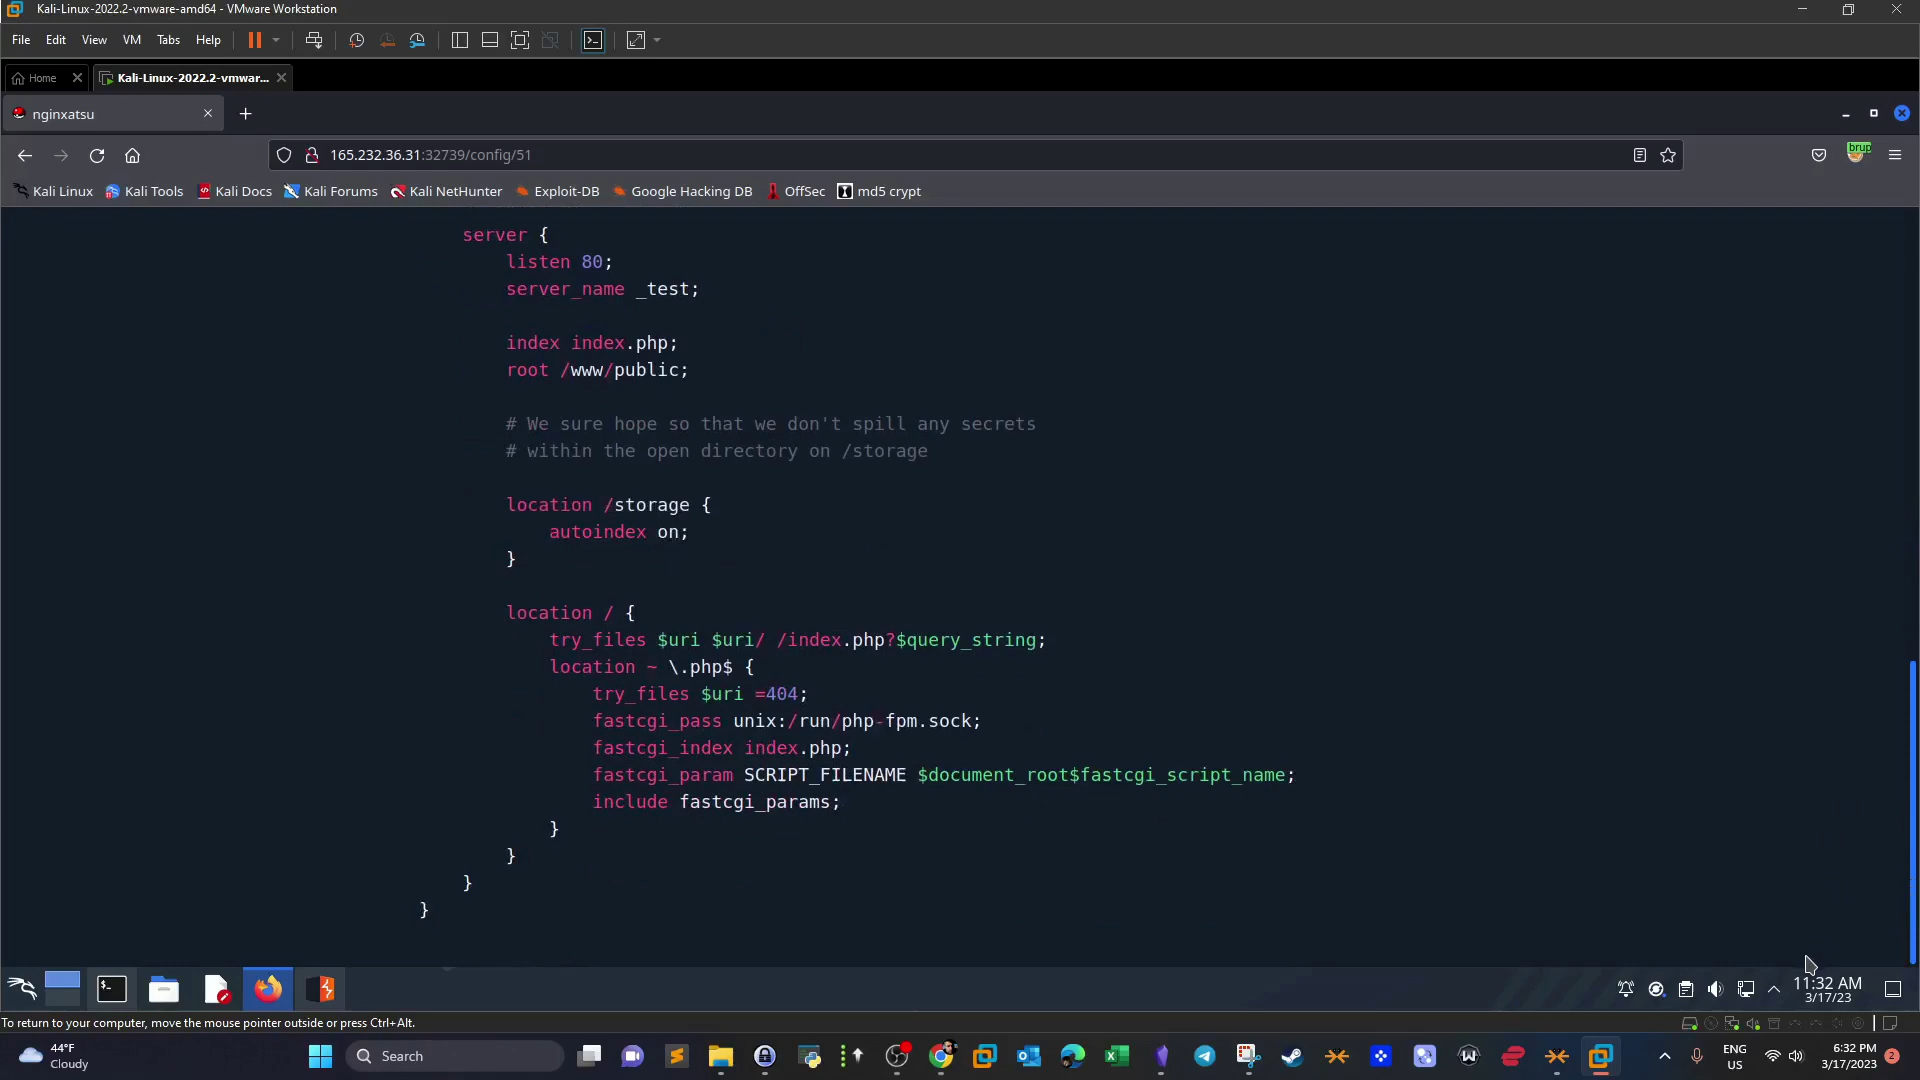 Kali-Linux-2022.2-vmware-amd64 - VMware Workstation
File Edit View VM Tabs Help
Home Kali-Linux-2022.2-vmwar...
nginxatsu
165.232.36.31:32739/config/51
brup
Kali Linux Kali Tools Kali Docs Kali Forums Kali NetHunter Exploit-DB Google Hacking DB OffSec md5 crypt
server {
listen 80;
server_name _test;
index index.php;
root /www/public;
# We sure hope so that we don't spill any secrets
# within the open directory on /storage
location /storage {
autoindex on;
}
location / {
try_files $uri $uri/ /index.php?$query_string;
location ~ \.php$ {
try_files $uri =404;
fastcgi_pass unix:/run/php-fpm.sock;
fastcgi_index index.php;
fastcgi_param SCRIPT_FILENAME $document_root$fastcgi_script_name;
include fastcgi_params;
}
}
}
}
11:32 AM
3/17/23
To return to your computer, move the mouse pointer outside or press Ctrl+Alt.
44°F
Cloudy
Search
ENG
US
6:32 PM
3/17/2023
2